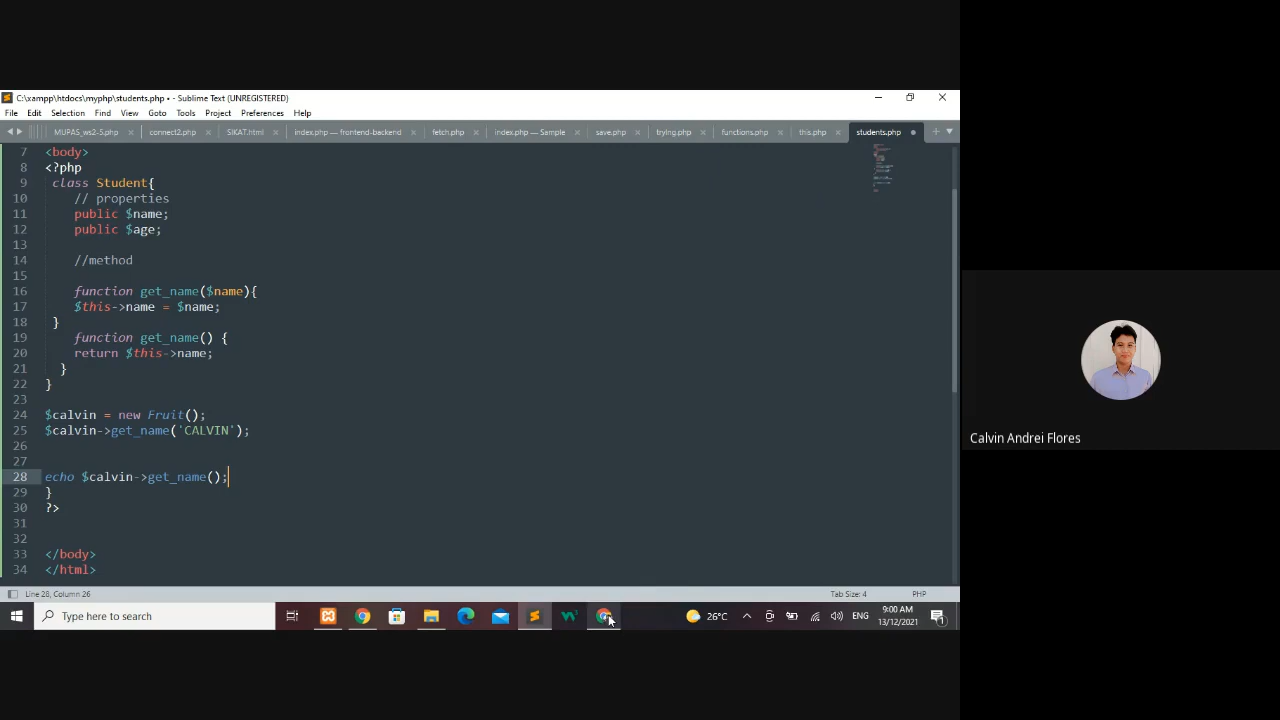 C:\xampp\htdocs\myphp\students.php • - Sublime Text (UNREGISTERED)
File Edit Selection Find View Goto Tools Project Preferences Help
MUPAS_ws2-5.php connect2.php SIKAT.html index.php — frontend-backend fetch.php index.php — Sample save.php trying.php functions.php this.php students.php
7 <body>
8 <?php
9 class Student{
10 // properties
11 public $name;
12 public $age;
13
14 //method
15
16 function get_name($name){
17 $this->name = $name;
18 }
19 function get_name() {
20 return $this->name;
21 }
22 }
23
24 $calvin = new Fruit();
25 $calvin->get_name('CALVIN');
26
27
28 echo $calvin->get_name();
29 }
30 ?>
31
32
33 </body>
34 </html>
Line 28, Column 26 Tab Size: 4 PHP
Type here to search 26°C ENG 9:00 AM
13/12/2021
1
Calvin Andrei Flores